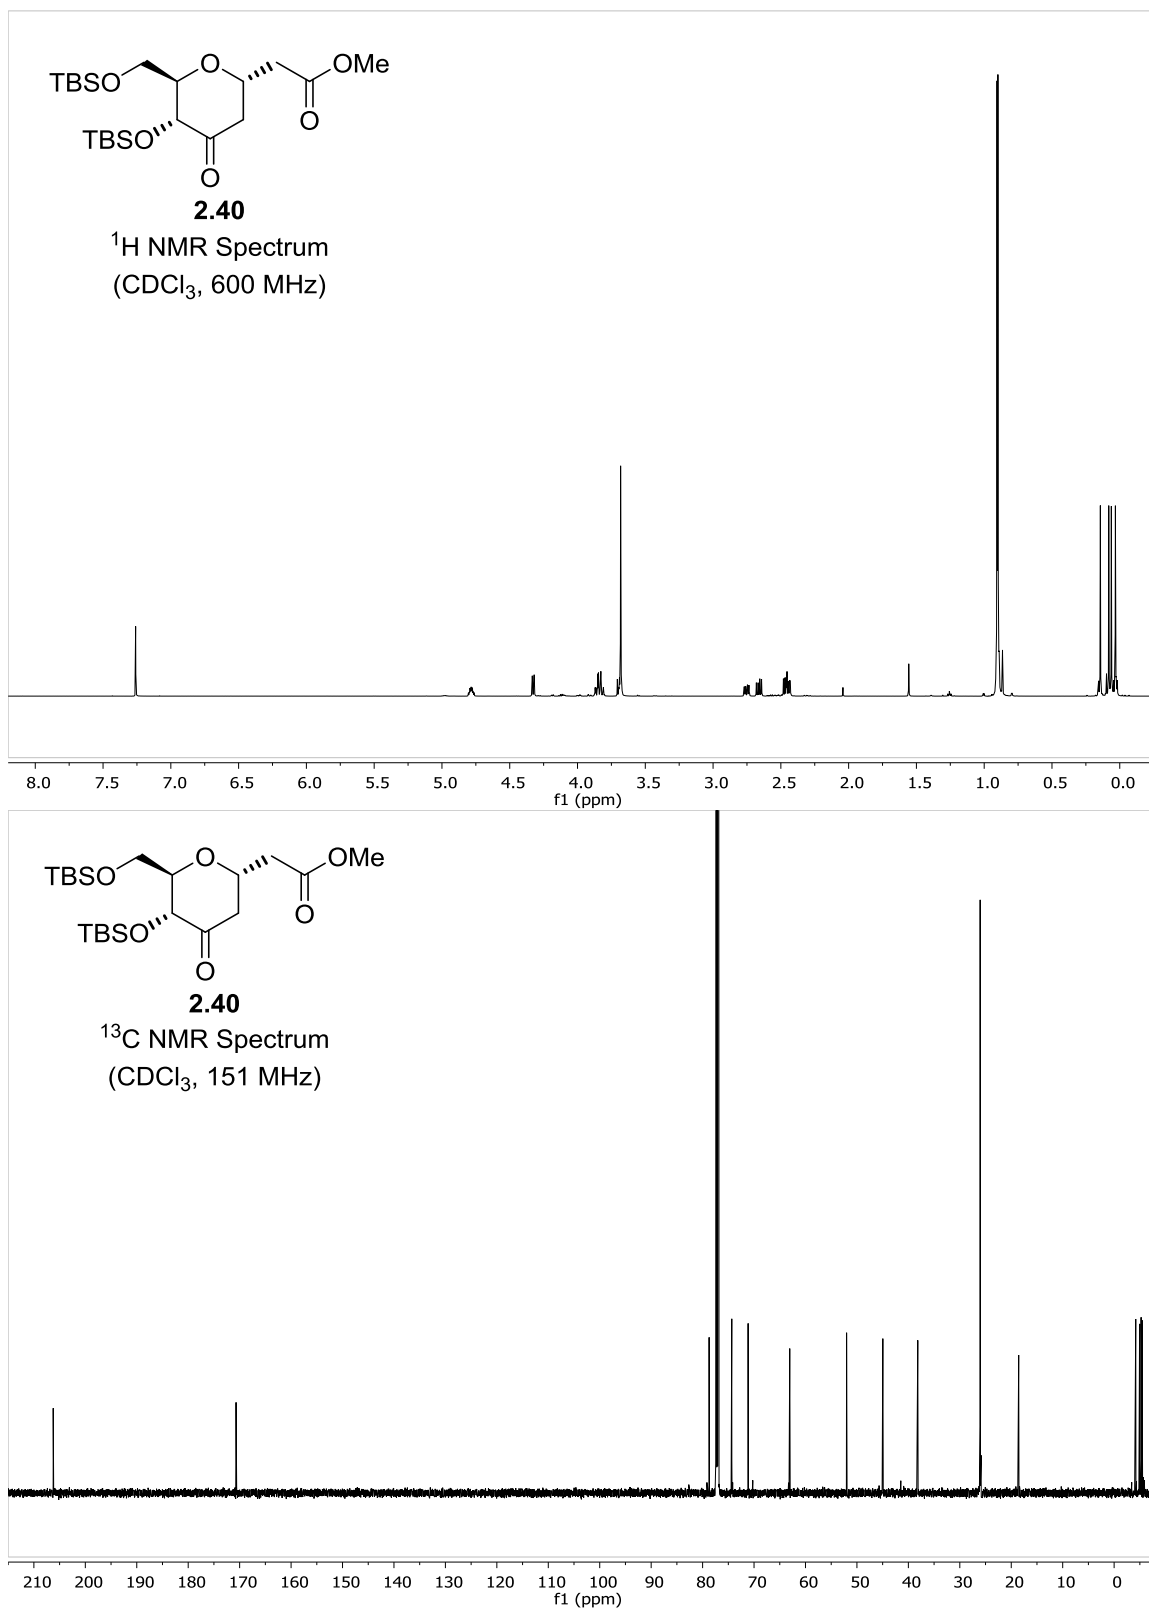 O OMe
TBSO
TBSO O
O
2.40
1H NMR Spectrum
(CDCl3, 600 MHz)
8.0 7.5 7.0 6.5 6.0 5.5 5.0 4.5 4.0 3.5 3.0 2.5 2.0 1.5 1.0 0.5 0.0
f1 (ppm)
O OMe
TBSO
TBSO O
O
2.40
13C NMR Spectrum
(CDCl3, 151 MHz)
210 200 190 180 170 160 150 140 130 120 110 100 90 80 70 60 50 40 30 20 10 0
f1 (ppm)